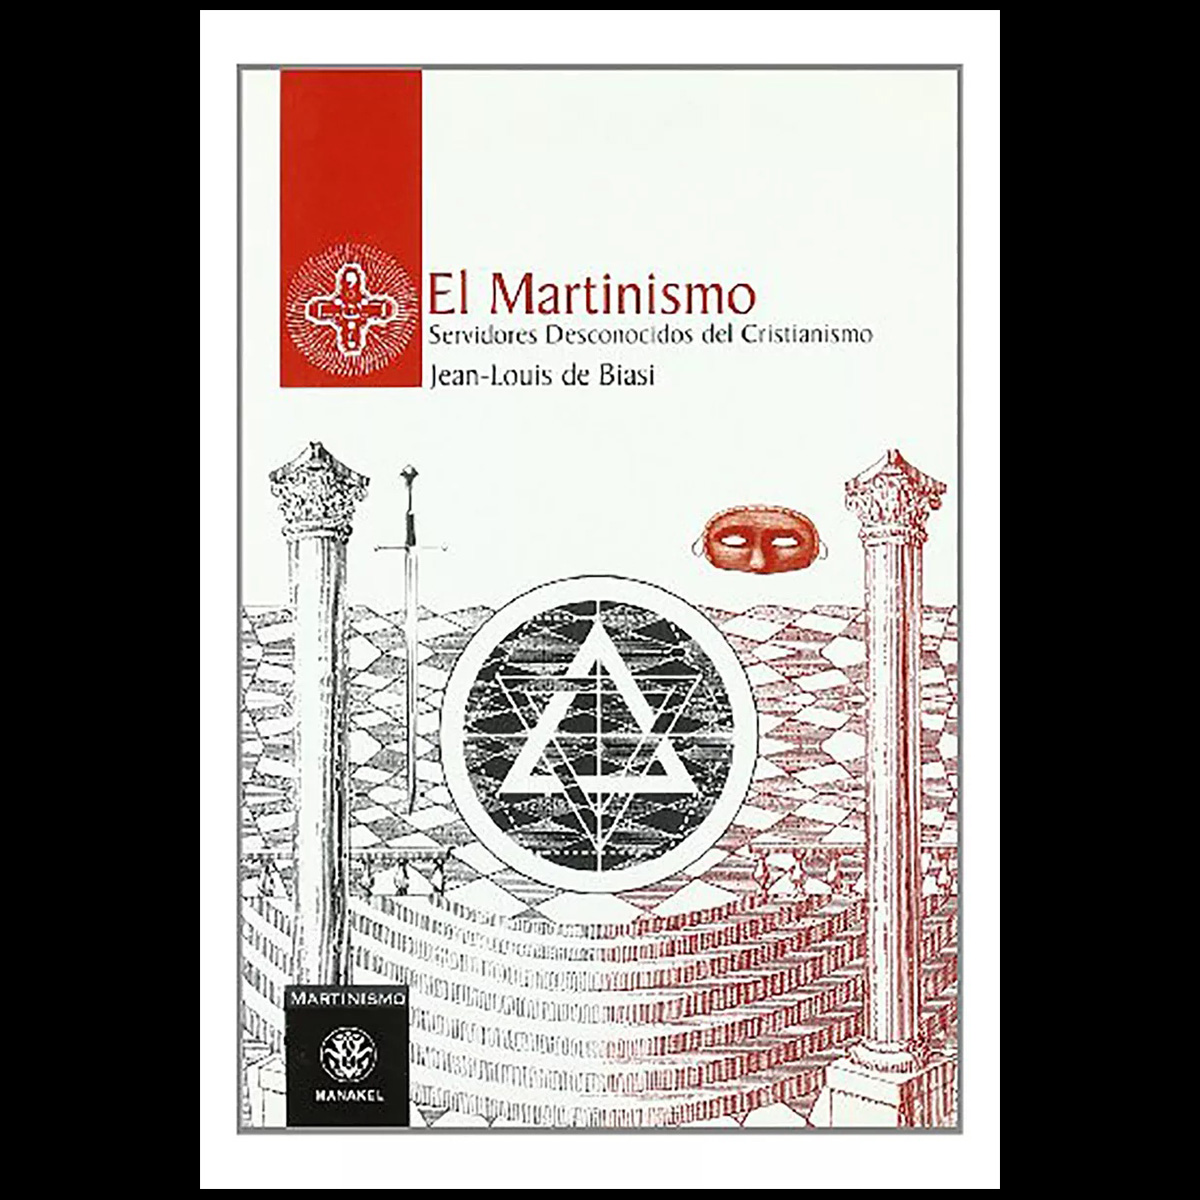 El Martinismo
Servidores Desconocidos del Cristianismo
Jean-Louis de Biasi
MARTINISMO
MANAKEL